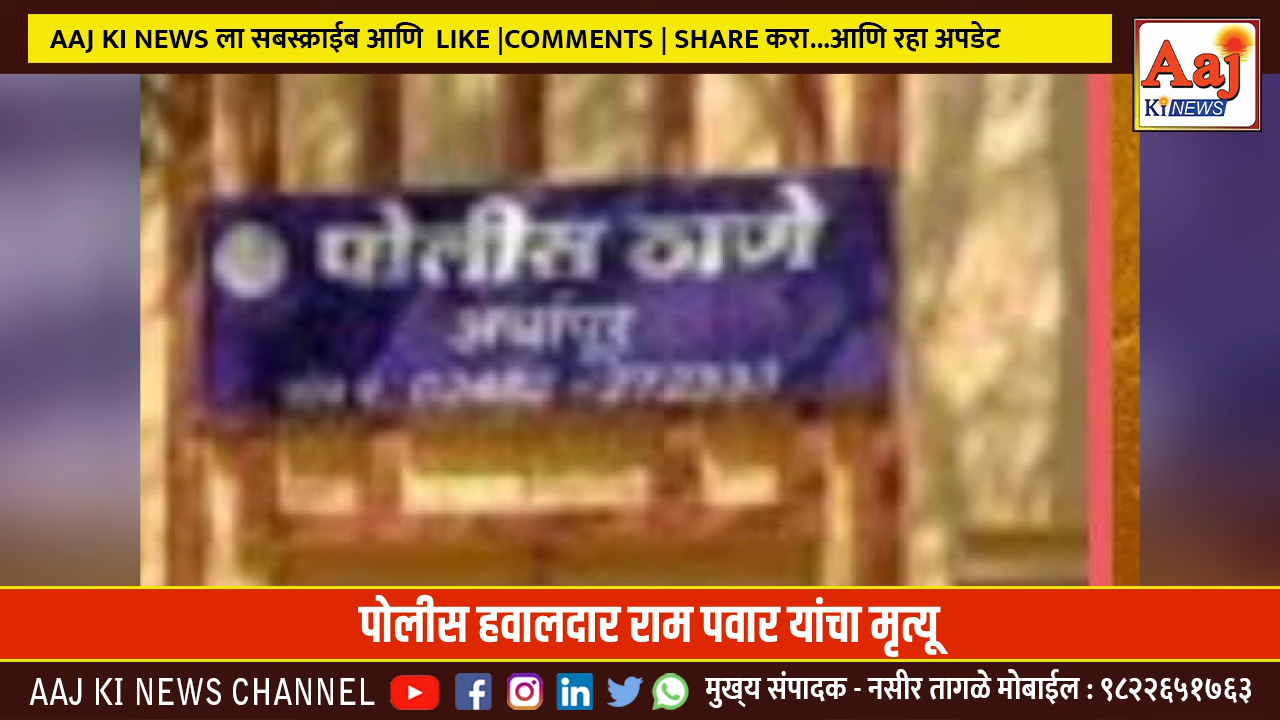 AAJ KI NEWS ला सबस्क्राईब आणि LIKE |COMMENTS | SHARE करा...आणि रहा अपडेट
Aaj
Ki NEWS
पोलीस ठाणे
अर्धापूर
पोलीस हवालदार राम पवार यांचा मृत्यू
AAJ KI NEWS CHANNEL
मुख्य संपादक - नसीर तागळे मोबाईल : ९८२२६५१७६३